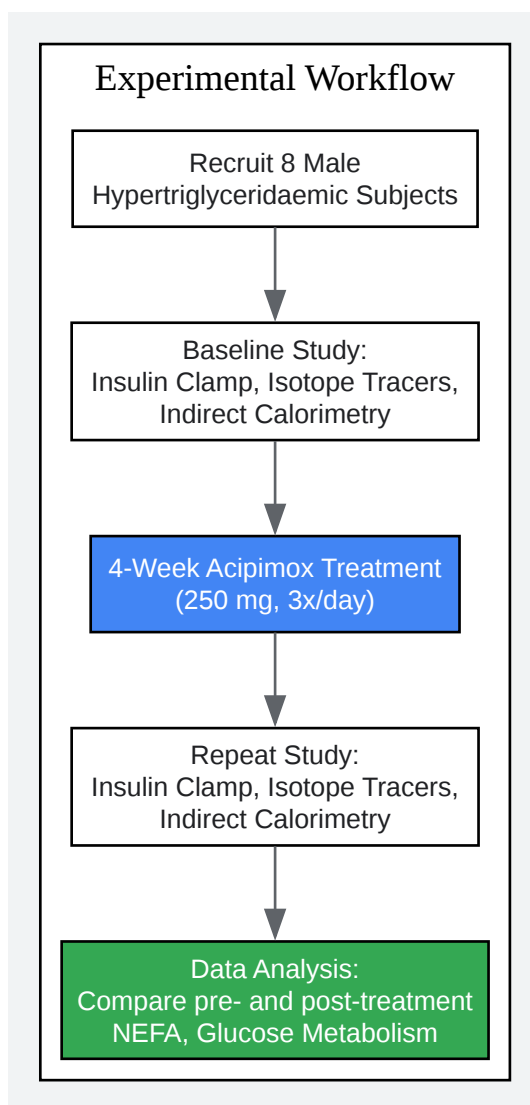 Experimental Workflow
Recruit 8 Male
Hypertriglyceridaemic Subjects
Baseline Study:
Insulin Clamp, Isotope Tracers,
Indirect Calorimetry
4-Week Acipimox Treatment
(250 mg, 3x/day)
Repeat Study:
Insulin Clamp, Isotope Tracers,
Indirect Calorimetry
Data Analysis:
Compare pre- and post-treatment
NEFA, Glucose Metabolism